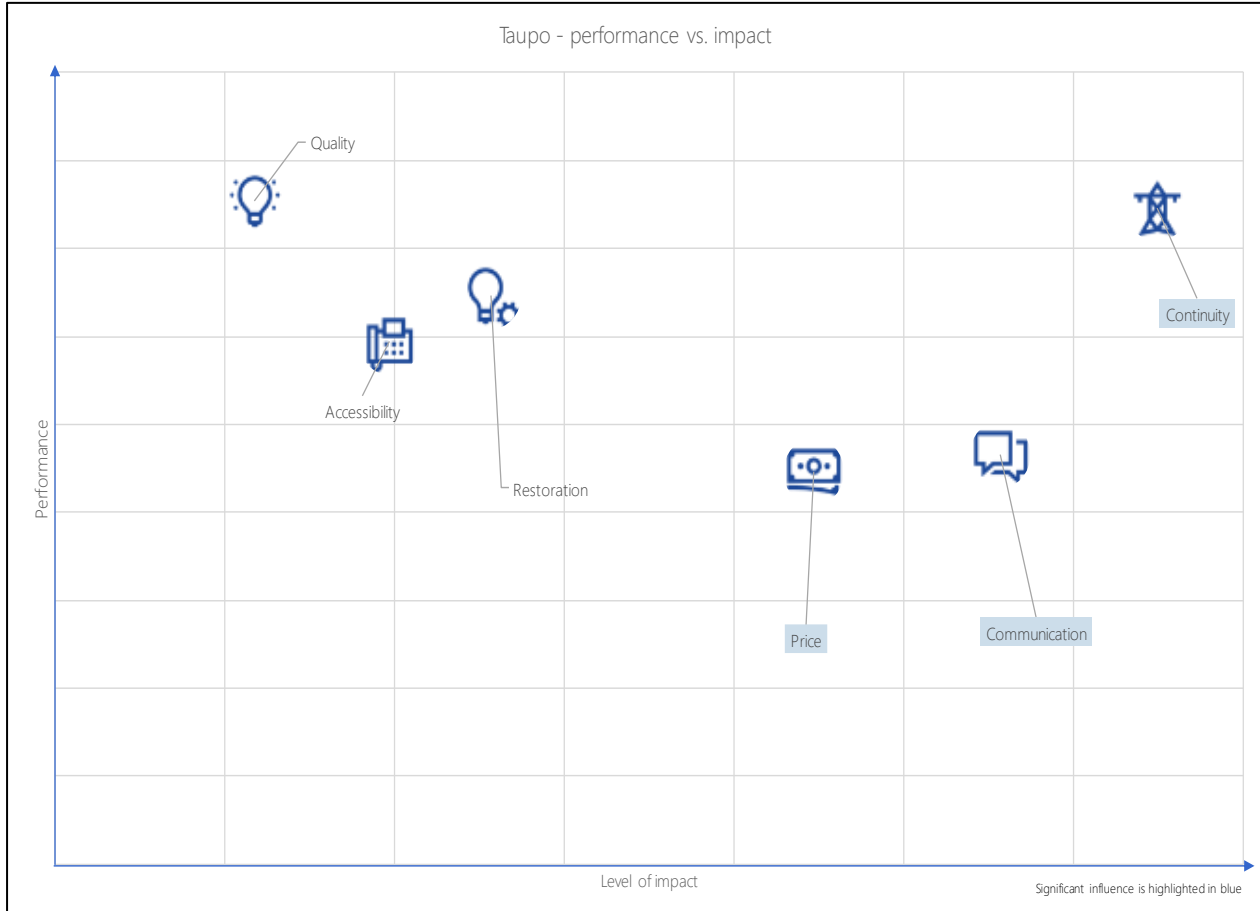 Taupo - performance vs. impact
Quality
Continuity
Accessibility
Restoration
Performance
Price
Communication
Level of impact
Significant influence is highlighted in blue